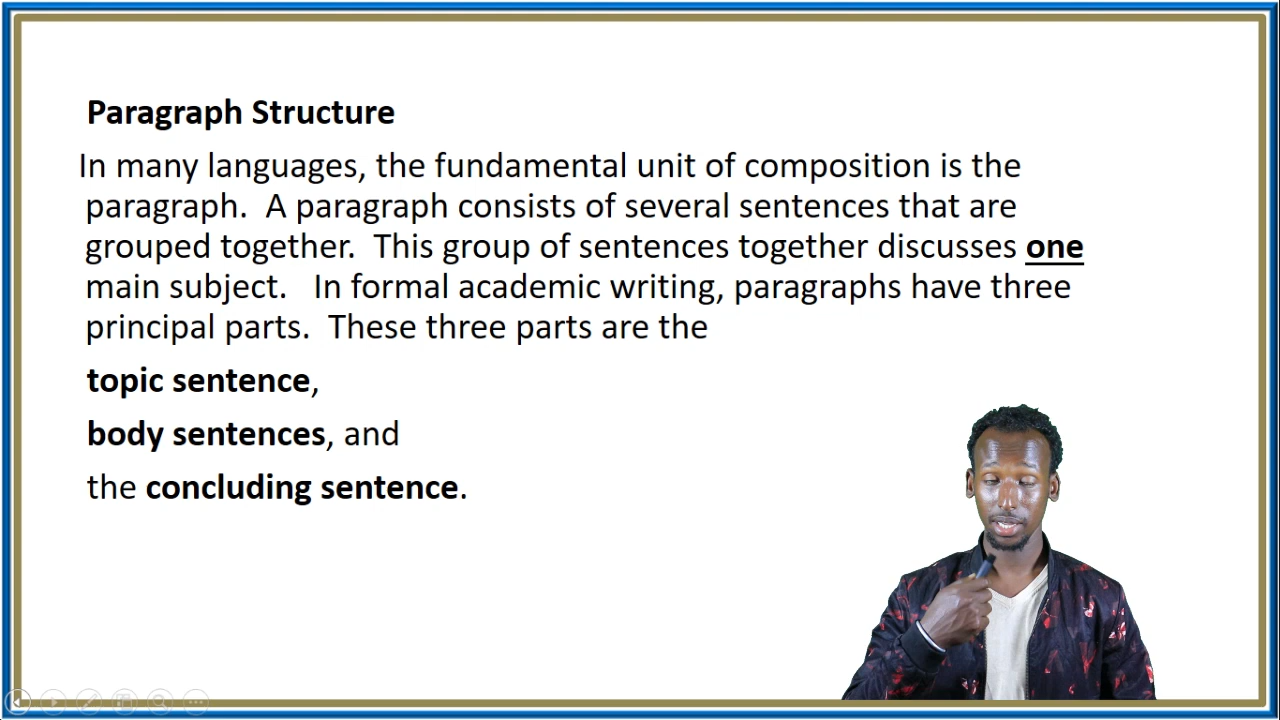 Paragraph Structure
In many languages, the fundamental unit of composition is the
paragraph.  A paragraph consists of several sentences that are
grouped together.  This group of sentences together discusses one
main subject.   In formal academic writing, paragraphs have three
principal parts.  These three parts are the
topic sentence,
body sentences, and
the concluding sentence.